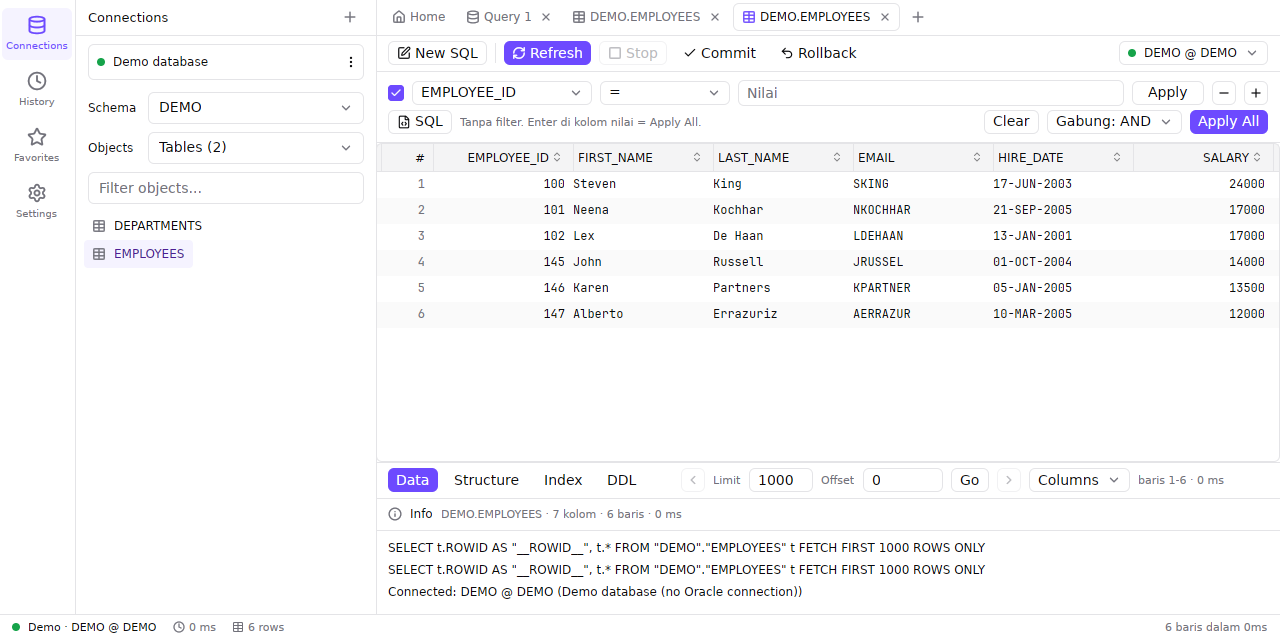 Connections
History
Favorites
Settings
Connections
Demo database
Schema DEMO
Objects Tables (2)
Filter objects...
DEPARTMENTS
EMPLOYEES
Home Query 1 DEMO.EMPLOYEES DEMO.EMPLOYEES
New SQL Refresh Stop Commit Rollback DEMO @ DEMO
EMPLOYEE_ID = Nilai Apply
SQL Tanpa filter. Enter di kolom nilai = Apply All. Clear Gabung: AND Apply All
# EMPLOYEE_ID FIRST_NAME LAST_NAME EMAIL HIRE_DATE SALARY
1 100 Steven King SKING 17-JUN-2003 24000
2 101 Neena Kochhar NKOCHHAR 21-SEP-2005 17000
3 102 Lex De Haan LDEHAAN 13-JAN-2001 17000
4 145 John Russell JRUSSEL 01-OCT-2004 14000
5 146 Karen Partners KPARTNER 05-JAN-2005 13500
6 147 Alberto Errazuriz AERRAZUR 10-MAR-2005 12000
Data Structure Index DDL Limit 1000 Offset 0 Go Columns baris 1-6 · 0 ms
Info DEMO.EMPLOYEES · 7 kolom · 6 baris · 0 ms
SELECT t.ROWID AS "__ROWID__", t.* FROM "DEMO"."EMPLOYEES" t FETCH FIRST 1000 ROWS ONLY
SELECT t.ROWID AS "__ROWID__", t.* FROM "DEMO"."EMPLOYEES" t FETCH FIRST 1000 ROWS ONLY
Connected: DEMO @ DEMO (Demo database (no Oracle connection))
Demo · DEMO @ DEMO 0 ms 6 rows 6 baris dalam 0ms